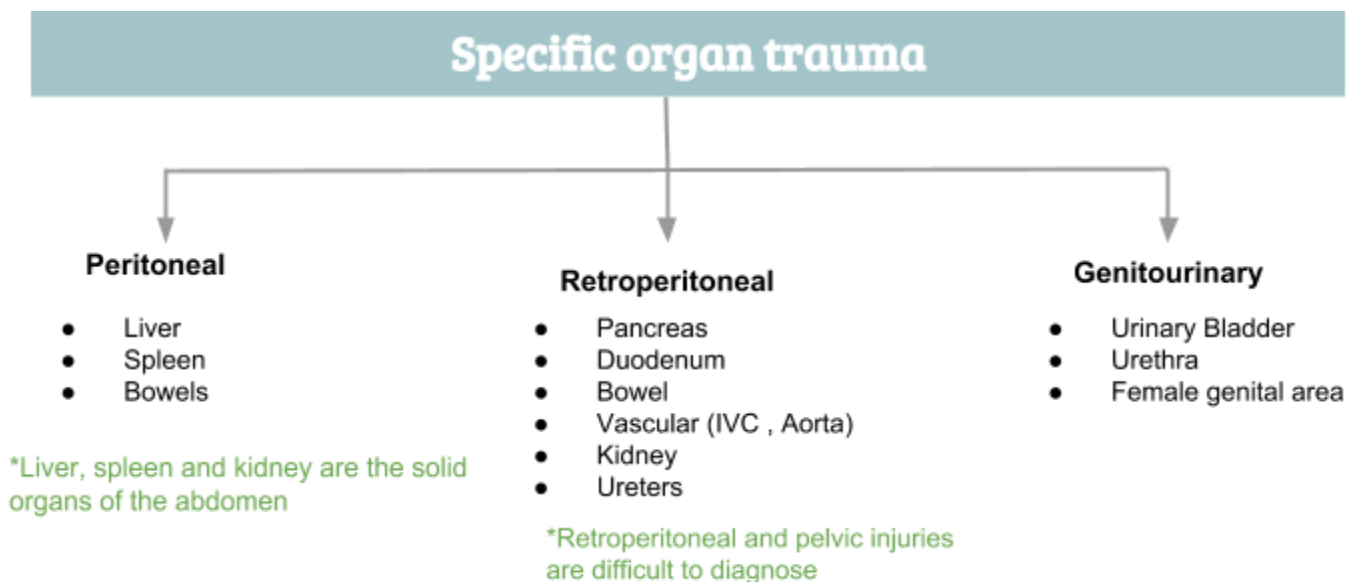 Specific organ trauma
Peritoneal
● Liver
● Spleen
● Bowels
*Liver, spleen and kidney are the solid
organs of the abdomen
Retroperitoneal
● Pancreas
● Duodenum
● Bowel
● Vascular (IVC , Aorta)
● Kidney
● Ureters
*Retroperitoneal and pelvic injuries
are difficult to diagnose
Genitourinary
● Urinary Bladder
● Urethra
● Female genital area